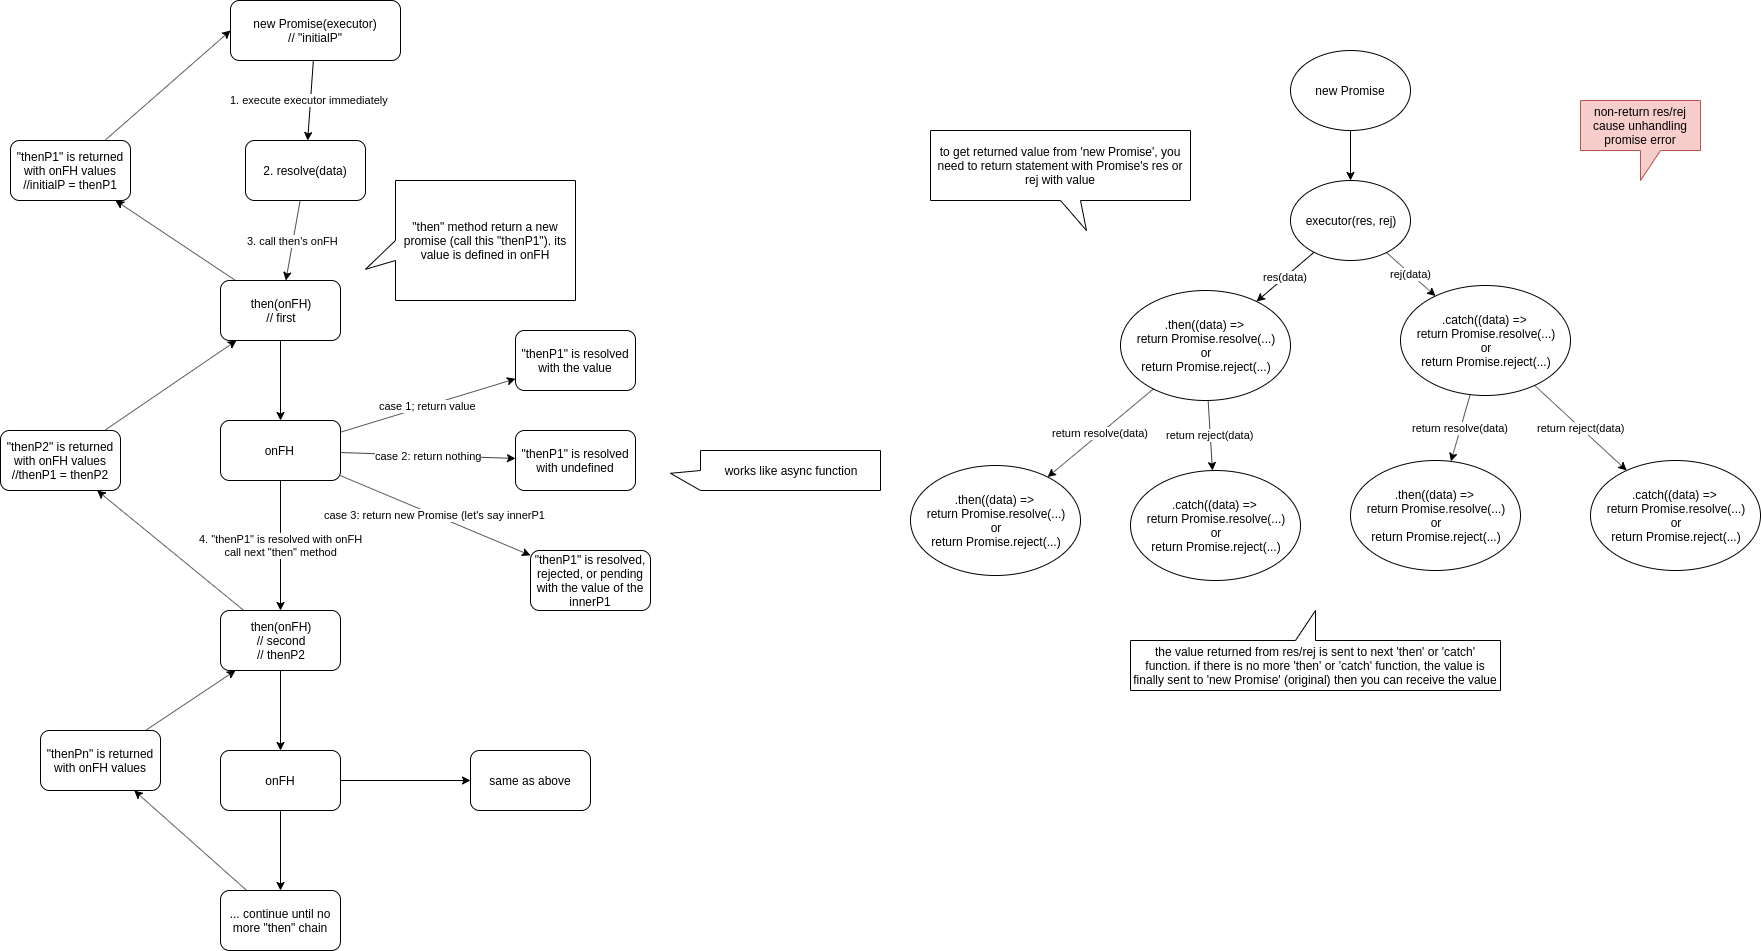 new Promise(executor)
// "initialP"
1. execute executor immediately
"thenP1" is returned
with onFH values
//initialP = thenP1
2. resolve(data)
3. call then's onFH
"then" method return a new
promise (call this "thenP1"). its
value is defined in onFH
then(onFH)
// first
"thenP1" is resolved
with the value
case 1; return value
"thenP2" is returned
with onFH values
//thenP1 = thenP2
onFH
case 2: return nothing
"thenP1" is resolved
with undefined
works like async function
case 3: return new Promise (let's say innerP1
4. "thenP1" is resolved with onFH
call next "then" method
"thenP1" is resolved,
rejected, or pending
with the value of the
innerP1
then(onFH)
// second
// thenP2
"thenPn" is returned
with onFH values
onFH
same as above
... continue until no
more "then" chain
new Promise
non-return res/rej
cause unhandling
promise error
to get returned value from 'new Promise', you
need to return statement with Promise's res or
rej with value
executor(res, rej)
res(data)
rej(data)
.then((data) =>
return Promise.resolve(...)
or
return Promise.reject(...)
.catch((data) =>
return Promise.resolve(...)
or
return Promise.reject(...)
return resolve(data)
return reject(data)
return resolve(data)
return reject(data)
.then((data) =>
return Promise.resolve(...)
or
return Promise.reject(...)
.catch((data) =>
return Promise.resolve(...)
or
return Promise.reject(...)
.then((data) =>
return Promise.resolve(...)
or
return Promise.reject(...)
.catch((data) =>
return Promise.resolve(...)
or
return Promise.reject(...)
the value returned from res/rej is sent to next 'then' or 'catch'
function. if there is no more 'then' or 'catch' function, the value is
finally sent to 'new Promise' (original) then you can receive the value